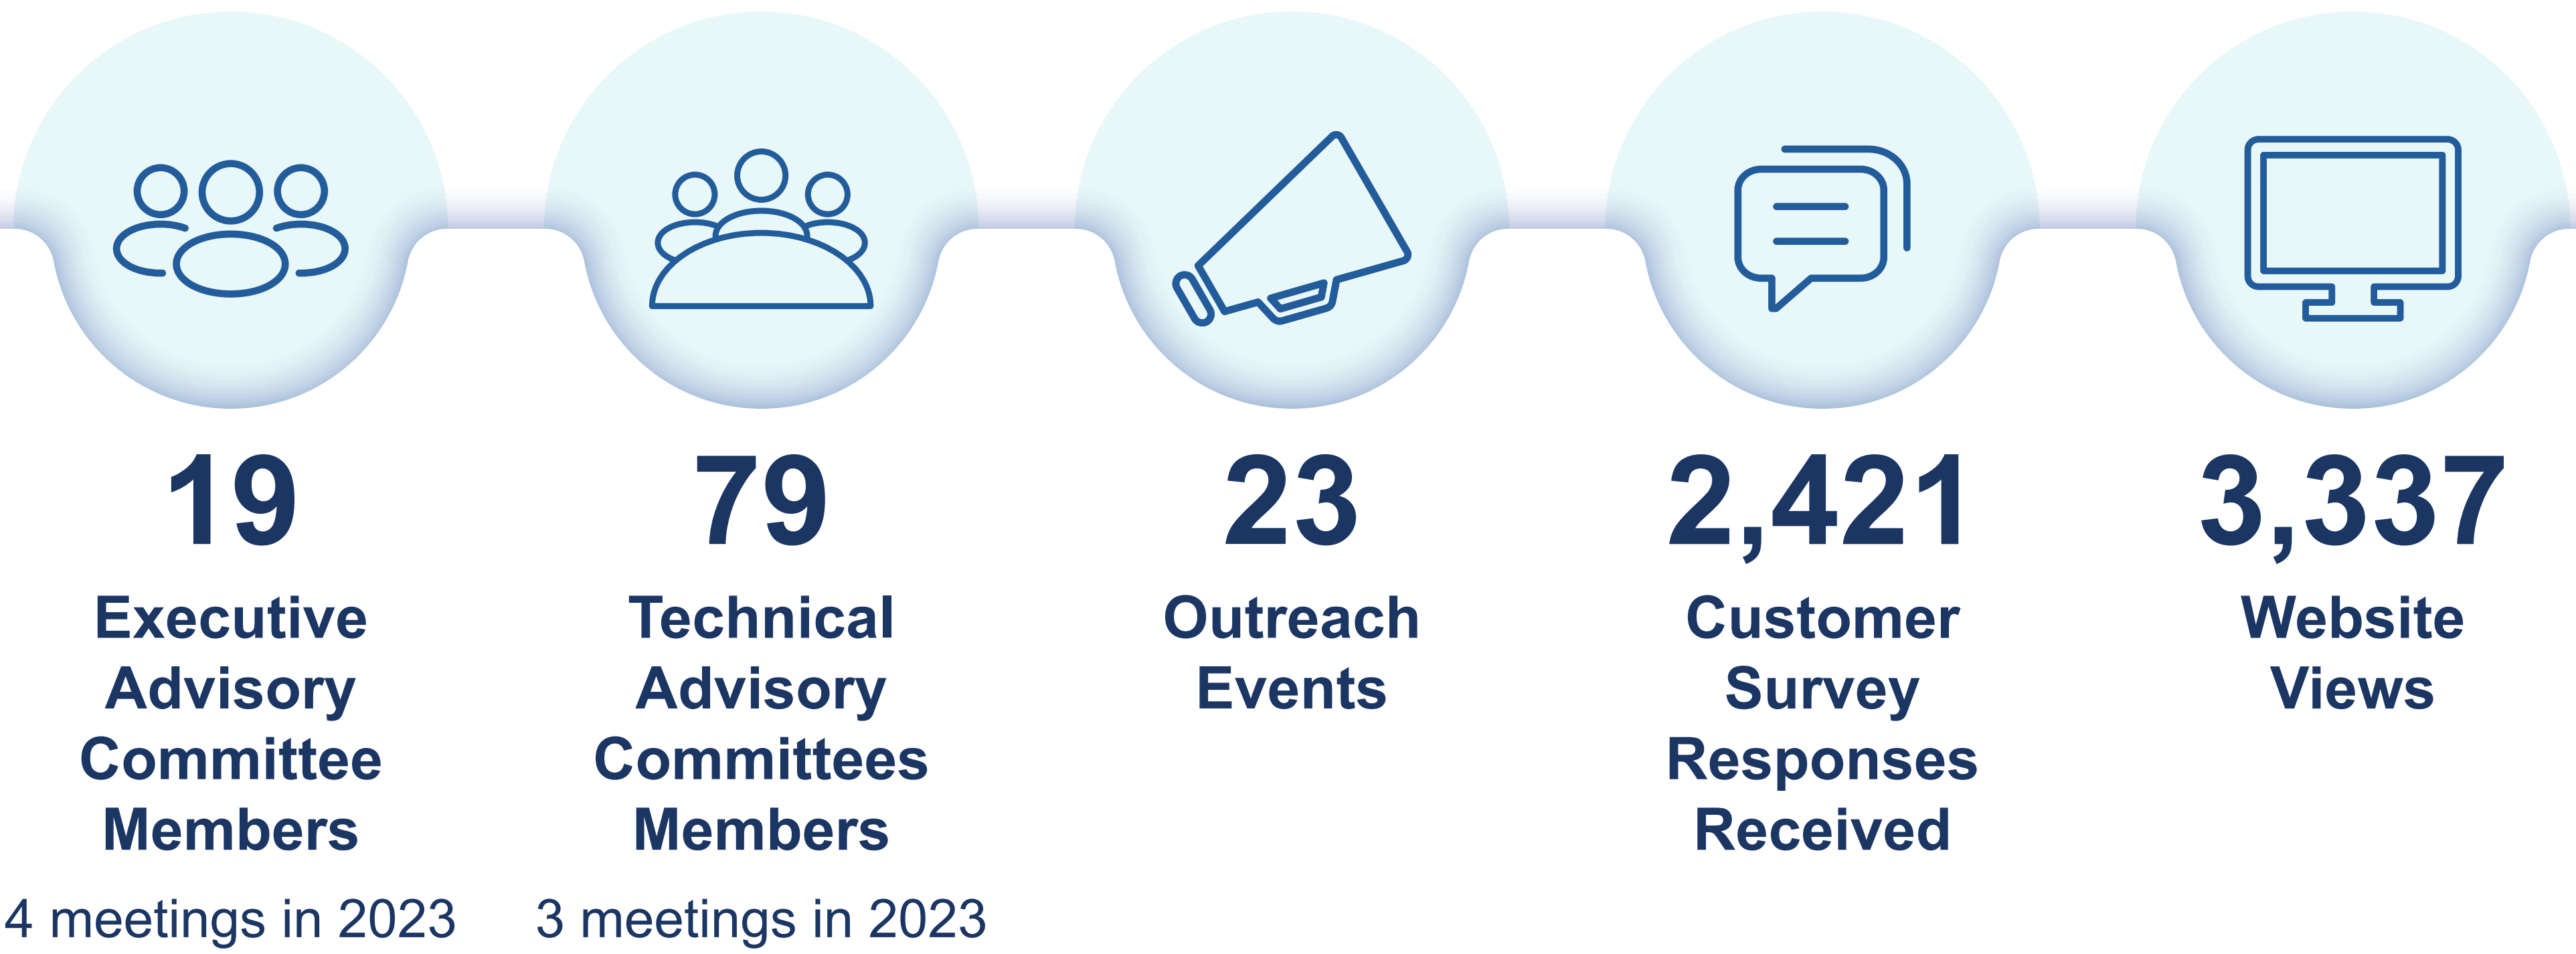 19
Executive
Advisory
Committee
Members
4 meetings in 2023
79
Technical
Advisory
Committees
Members
3 meetings in 2023
23
Outreach
Events
2,421
Customer
Survey
Responses
Received
3,337
Website
Views